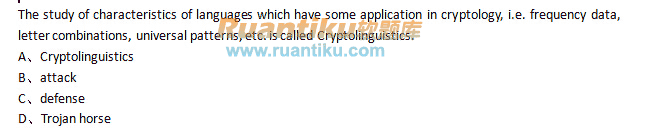 The study of characteristics of languages which have some application in cryptology, i.e. frequency data,
letter combinations, universal patterns, etc. is called Cryptolinguistics.
Ruantiku软题库
www.ruantiku.com
A、Cryptolinguistics
B、attack
C、defense
D、Trojan horse